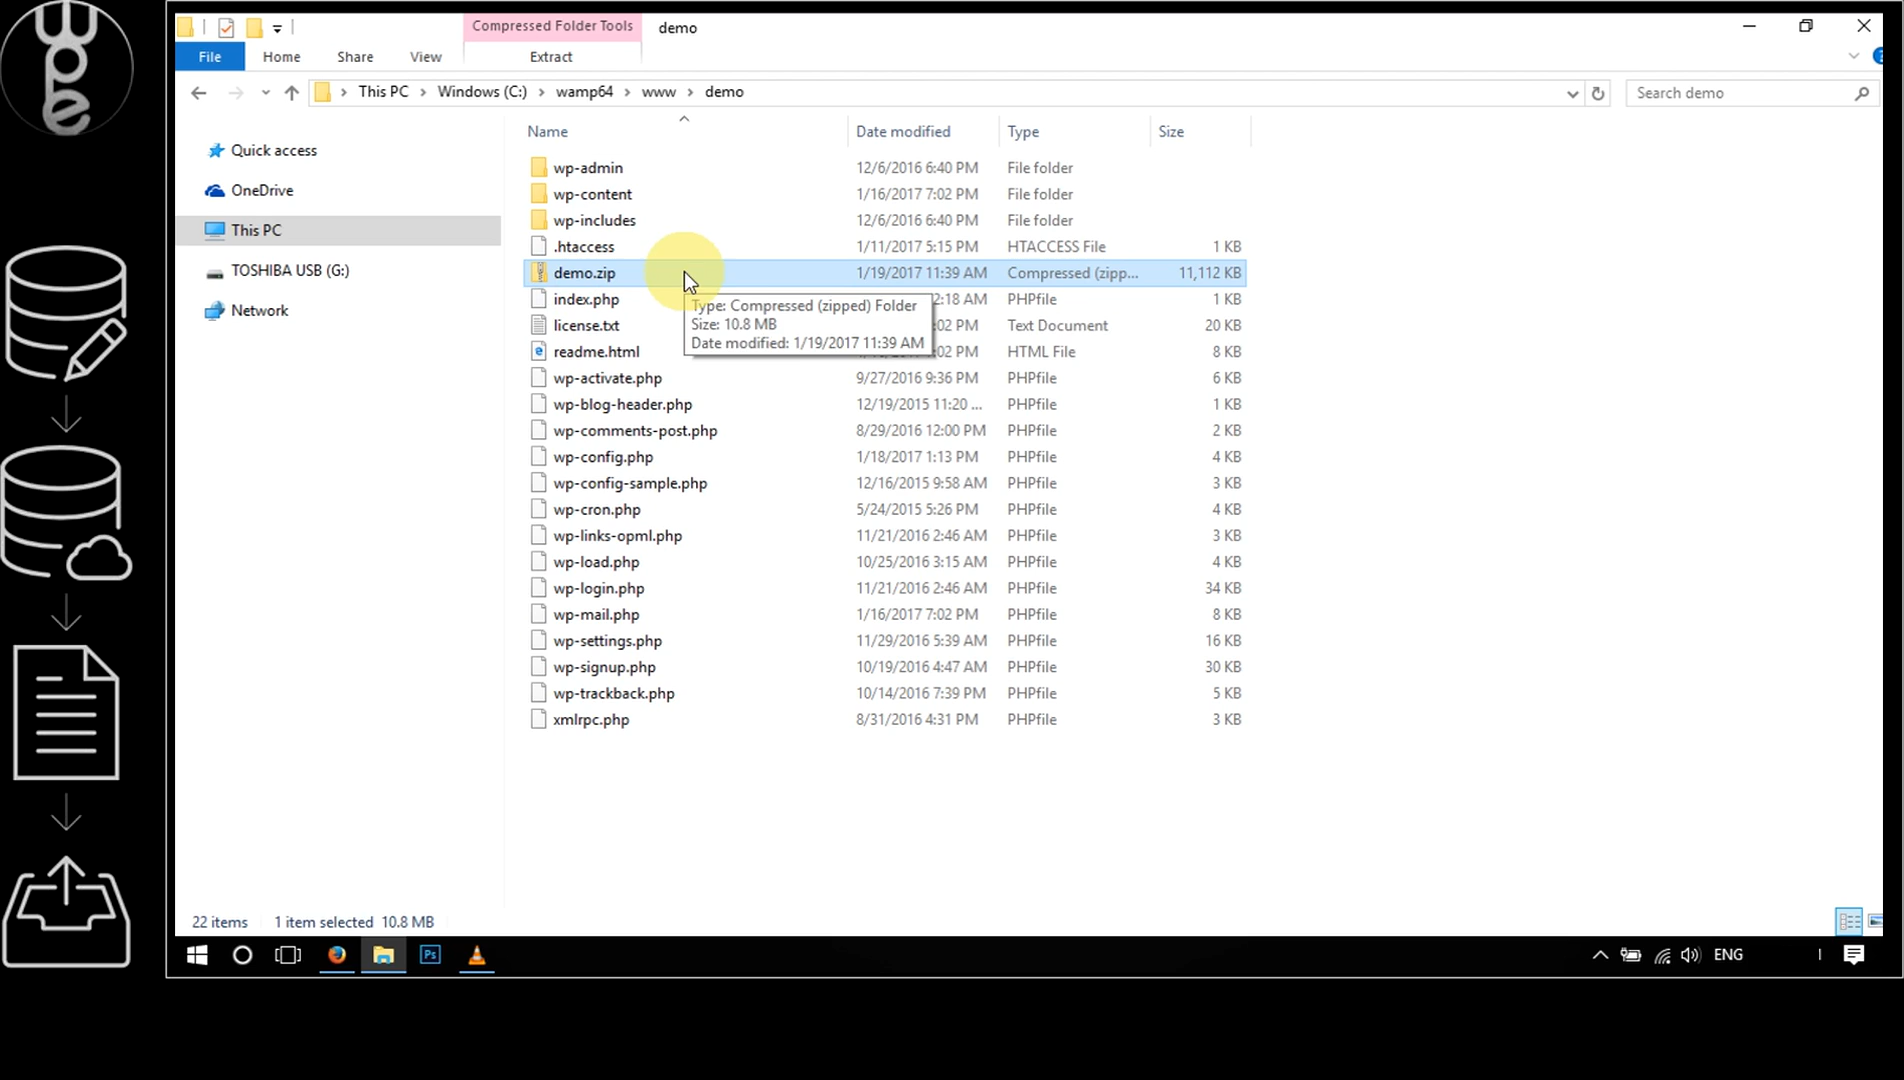 wpe
Compressed Folder Tools demo
File Home Share View Extract
This PC Windows (C:) wamp64 www demo Search demo
Name Date modified Type Size
Quick access
OneDrive
This PC
TOSHIBA USB (G:)
Network
wp-admin 12/6/2016 6:40 PM File folder
wp-content 1/16/2017 7:02 PM File folder
wp-includes 12/6/2016 6:40 PM File folder
.htaccess 1/11/2017 5:15 PM HTACCESS File 1 KB
demo.zip 1/19/2017 11:39 AM Compressed (zipp... 11,112 KB
index.php 2:18 AM PHPfile 1 KB
Type: Compressed (zipped) Folder
Size: 10.8 MB
Date modified: 1/19/2017 11:39 AM
license.txt :02 PM Text Document 20 KB
readme.html :02 PM HTML File 8 KB
wp-activate.php 9/27/2016 9:36 PM PHPfile 6 KB
wp-blog-header.php 12/19/2015 11:20 ... PHPfile 1 KB
wp-comments-post.php 8/29/2016 12:00 PM PHPfile 2 KB
wp-config.php 1/18/2017 1:13 PM PHPfile 4 KB
wp-config-sample.php 12/16/2015 9:58 AM PHPfile 3 KB
wp-cron.php 5/24/2015 5:26 PM PHPfile 4 KB
wp-links-opml.php 11/21/2016 2:46 AM PHPfile 3 KB
wp-load.php 10/25/2016 3:15 AM PHPfile 4 KB
wp-login.php 11/21/2016 2:46 AM PHPfile 34 KB
wp-mail.php 1/16/2017 7:02 PM PHPfile 8 KB
wp-settings.php 11/29/2016 5:39 AM PHPfile 16 KB
wp-signup.php 10/19/2016 4:47 AM PHPfile 30 KB
wp-trackback.php 10/14/2016 7:39 PM PHPfile 5 KB
xmlrpc.php 8/31/2016 4:31 PM PHPfile 3 KB
22 items 1 item selected 10.8 MB
Ps ENG